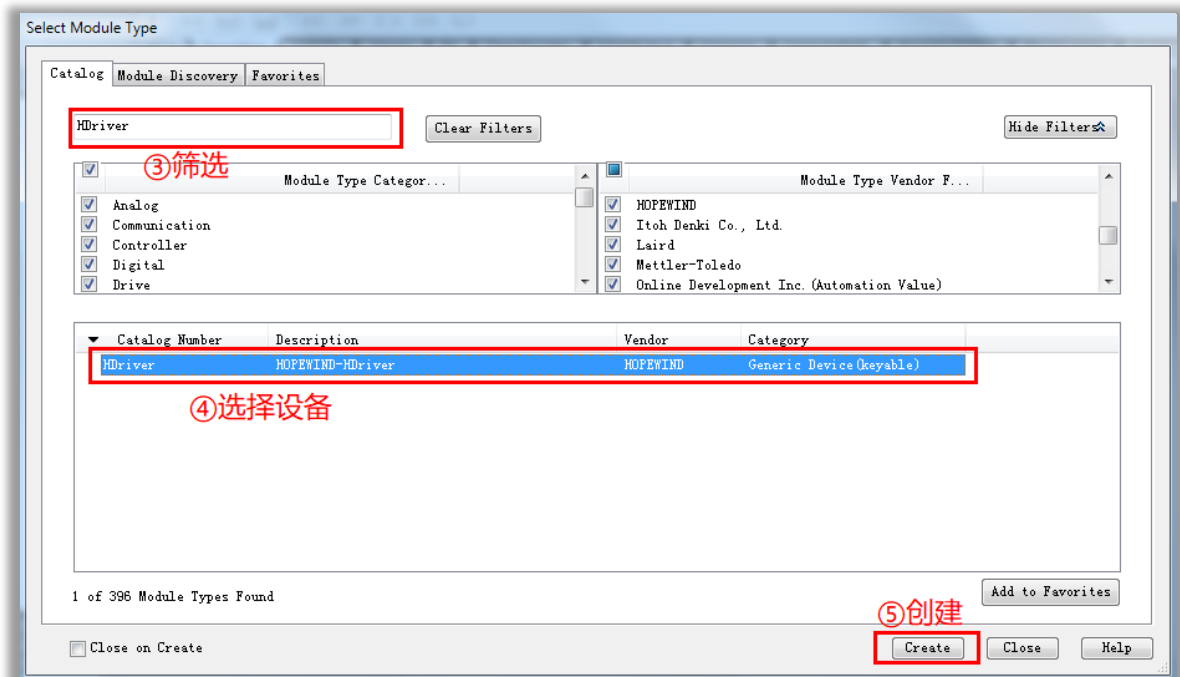 Select Module Type
Catalog Module Discovery Favorites
HDriver Clear Filters Hide Filters
③筛选
Module Type Categor... Module Type Vendor F...
Analog HOPEWIND
Communication Itoh Denki Co., Ltd.
Controller Laird
Digital Mettler-Toledo
Drive Online Development Inc. (Automation Value)
Catalog Number Description Vendor Category
HDriver HOPEWIND-HDriver HOPEWIND Generic Device(keyable)
④选择设备
1 of 396 Module Types Found Add to Favorites
⑤创建
Close on Create Create Close Help